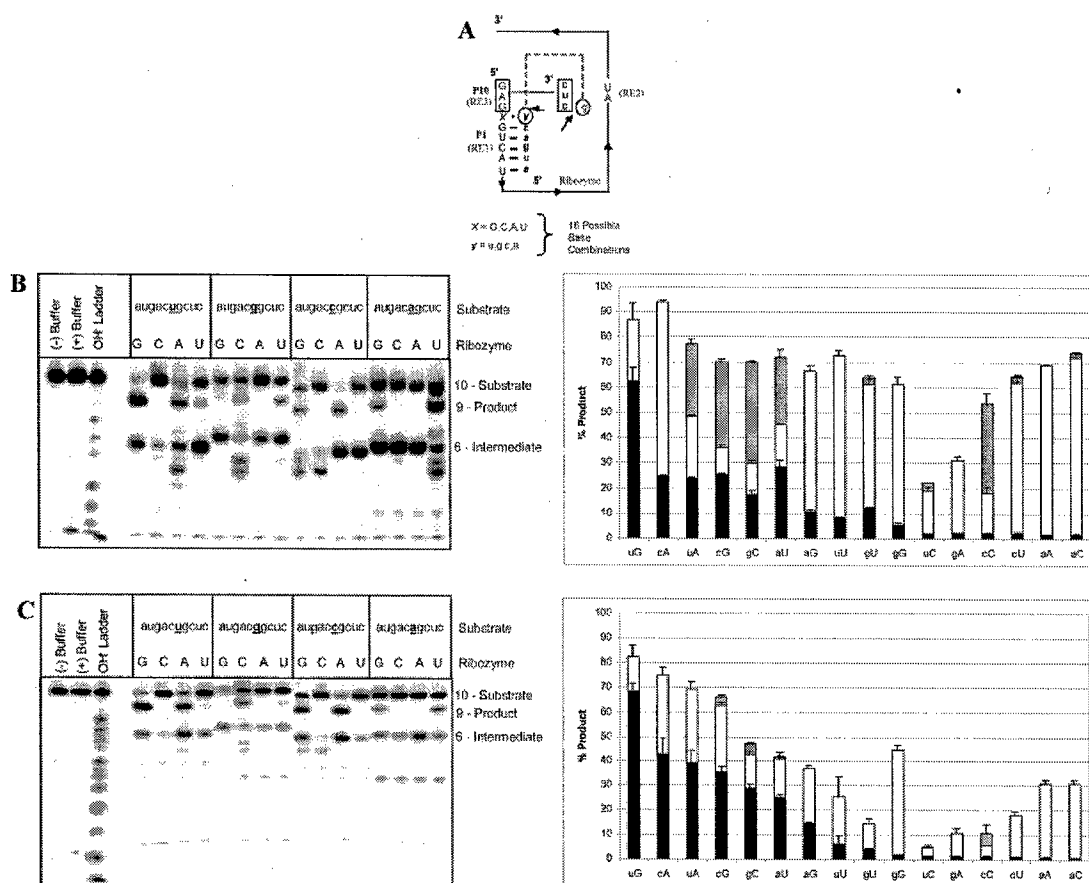 A
3'
5'
3'
P10
(RE3)
G
A
G
X
G
U
C
A
U
C
U
C
U
A
(RE2)
P1
(RE1)
5'
Ribozyme
X = G,C,A,U
y = u,g,c,a
16 Possible
Base
Combinations
B
(-) Buffer
(+) Buffer
OH- Ladder
augacugcuc augacggcuc augaccgcuc augacagcuc Substrate
G C A U G C A U G C A U G C A U Ribozyme
10 - Substrate
9 - Product
6 - Intermediate
% Product
100
90
80
70
60
50
40
30
20
10
0
uG cA uA cG gC aU aG uU gU gG uC gA cC cU aA aC
C
(-) Buffer
(+) Buffer
OH- Ladder
augacugcuc augacggcuc augaccgcuc augacagcuc Substrate
G C A U G C A U G C A U G C A U Ribozyme
10 - Substrate
9 - Product
6 - Intermediate
% Product
100
90
80
70
60
50
40
30
20
10
0
uG cA uA cG gC aU aG uU gU gG uC gA cC cU aA aC